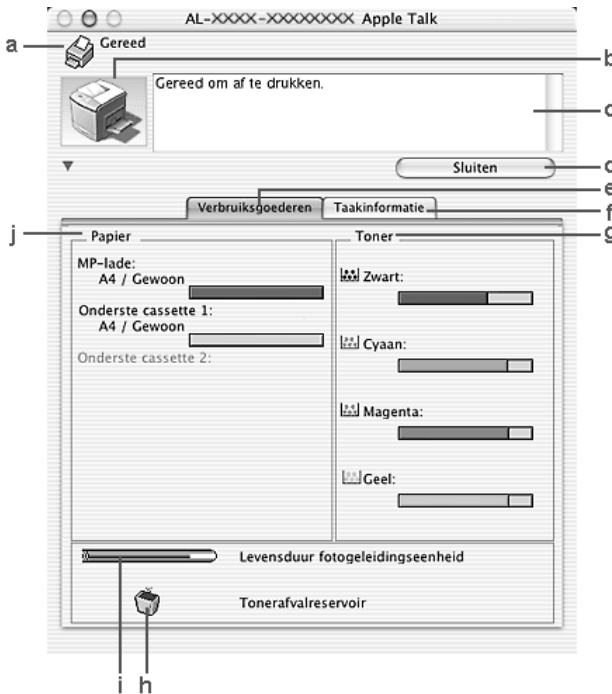 AL-XXXX-XXXXXXXX Apple Talk
a
Gereed
b
Gereed om af te drukken.
c
Sluiten
d
e
Verbruiksgoederen
Taakinformatie
f
j
Papier
Toner
g
MP-lade:
A4 / Gewoon
Onderste cassette 1:
A4 / Gewoon
Onderste cassette 2:
Zwart:
Cyaan:
Magenta:
Geel:
Levensduur fotogeleidingseenheid
Tonerafvalreservoir
i
h